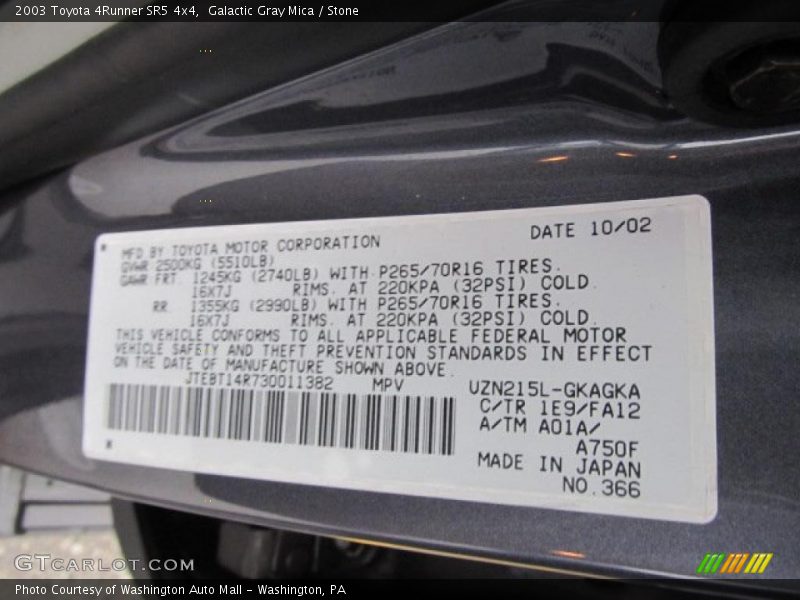 2003 Toyota 4Runner SR5 4x4, Galactic Gray Mica / Stone
DATE 10/02
MFD BY TOYOTA MOTOR CORPORATION
GVWR 2500KG (5510LB)
GAWR FRT 1245KG (2740LB) WITH P265/70R16 TIRES.
16X7J RIMS. AT 220KPA (32PSI) COLD.
RR 1355KG (2990LB) WITH P265/70R16 TIRES.
16X7J RIMS. AT 220KPA (32PSI) COLD.
THIS VEHICLE CONFORMS TO ALL APPLICABLE FEDERAL MOTOR
VEHICLE SAFETY AND THEFT PREVENTION STANDARDS IN EFFECT
ON THE DATE OF MANUFACTURE SHOWN ABOVE.
JTEBT14R730011382 MPV
UZN215L-GKAGKA
C/TR 1E9/FA12
A/TM A01A/
A750F
MADE IN JAPAN
NO.366
GTCARLOT.COM
Photo Courtesy of Washington Auto Mall - Washington, PA